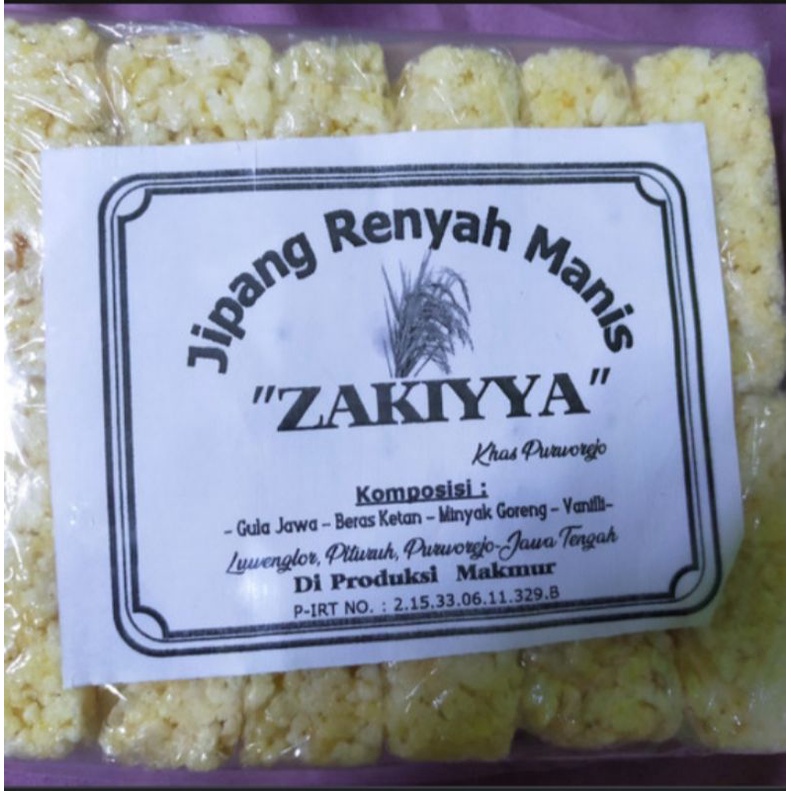 Jipang Renyah Manis
"ZAKIYYA"
Khas Purworejo
Komposisi :
- Gula Jawa – Beras Ketan – Minyak Goreng – Vanilli-
Luwenglor, Pituruh, Purworejo-Jawa Tengah
Di Produksi Makmur
P-IRT NO. : 2.15.33.06.11.329.B